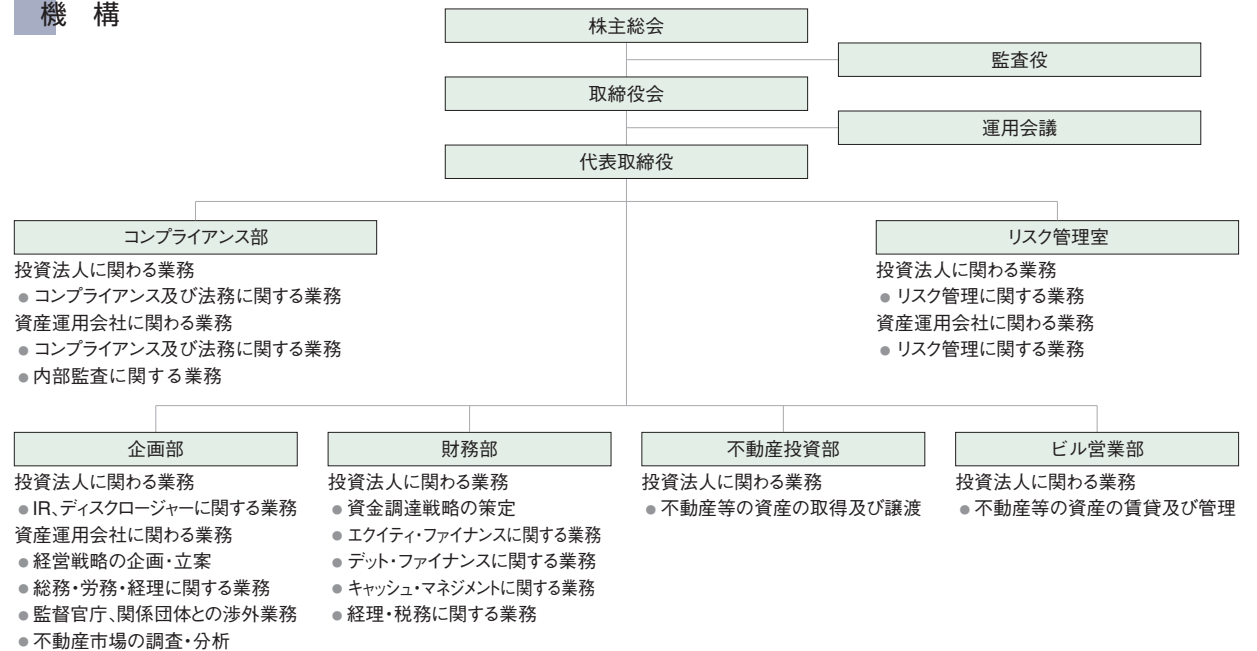 機 構
株主総会
監査役
取締役会
運用会議
代表取締役
コンプライアンス部
投資法人に関わる業務
●コンプライアンス及び法務に関する業務
資産運用会社に関わる業務
●コンプライアンス及び法務に関する業務
●内部監査に関する業務
リスク管理室
投資法人に関わる業務
●リスク管理に関する業務
資産運用会社に関わる業務
●リスク管理に関する業務
企画部
投資法人に関わる業務
●IR、ディスクロージャーに関する業務
資産運用会社に関わる業務
●経営戦略の企画・立案
●総務・労務・経理に関する業務
●監督官庁、関係団体との渉外業務
●不動産市場の調査・分析
財務部
投資法人に関わる業務
●資金調達戦略の策定
●エクイティ・ファイナンスに関する業務
●デット・ファイナンスに関する業務
●キャッシュ・マネジメントに関する業務
●経理・税務に関する業務
不動産投資部
投資法人に関わる業務
●不動産等の資産の取得及び譲渡
ビル営業部
投資法人に関わる業務
●不動産等の資産の賃貸及び管理